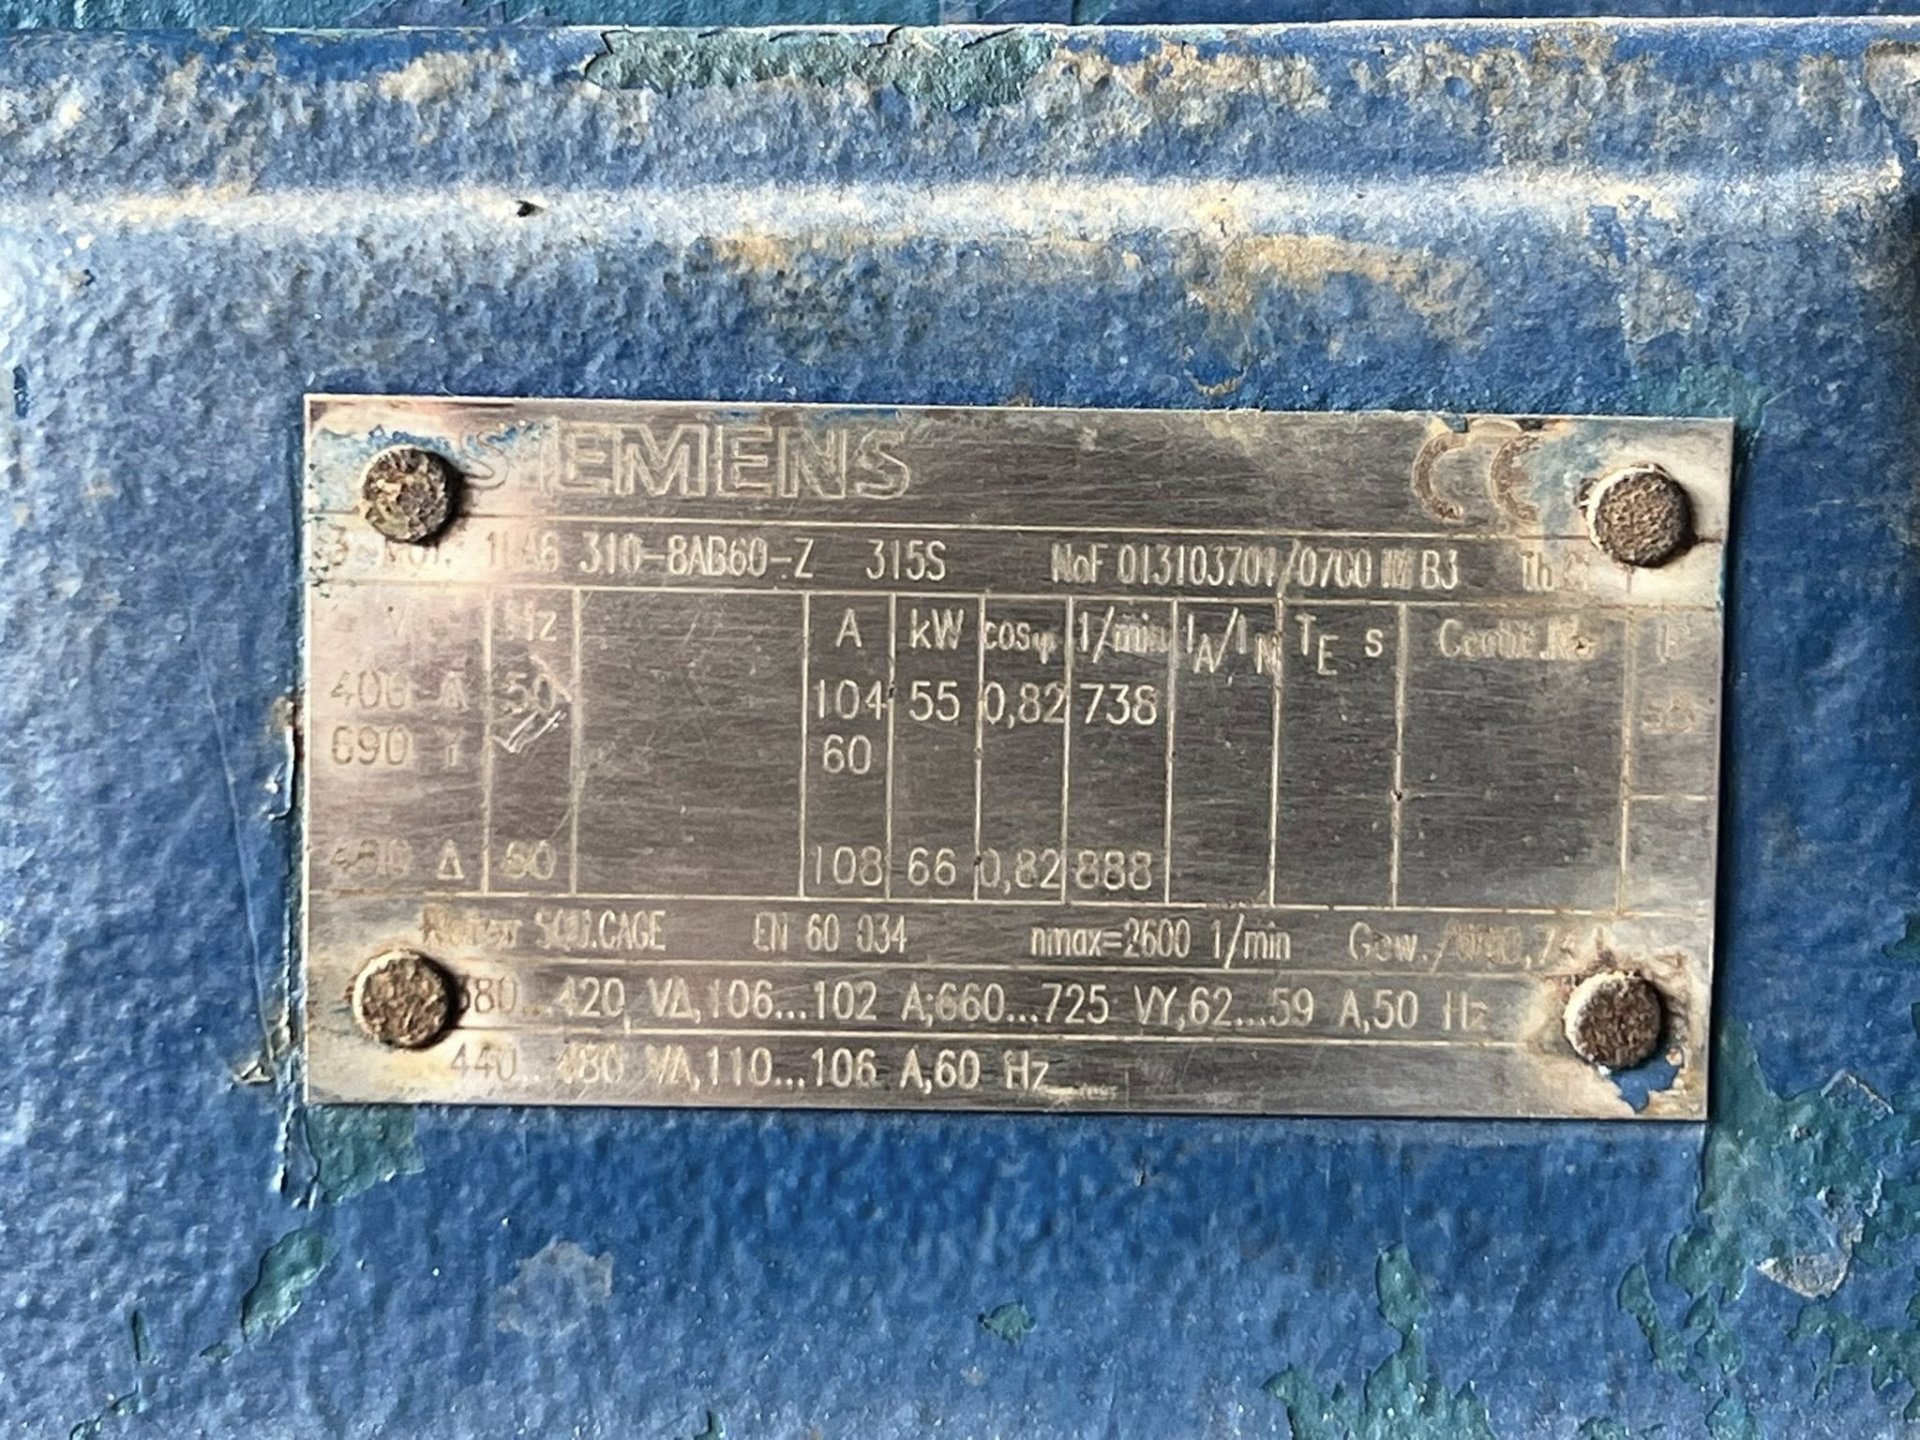 SIEMENS CE
310-8AB60-Z 315S NoF 013103701/0700 IM B3
V Hz A kW cosφ 1/min IA/IN TE s
400 Δ 50 104 55 0,82 738
690 Y 60
Δ 60 108 66 0,82 888
EN 60 034 nmax=2600 1/min Gew./
380...420 VΔ,106...102 A;660...725 VY,62...59 A,50 Hz
440...480 VΔ,110...106 A,60 Hz